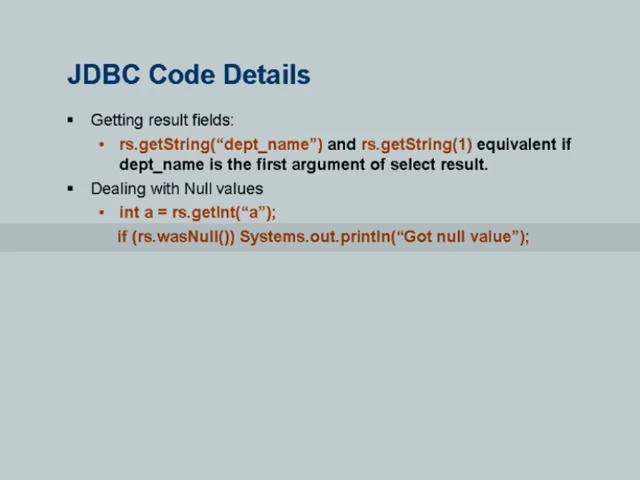 JDBC Code Details
▪ Getting result fields:
• rs.getString(“dept_name”) and rs.getString(1) equivalent if
dept_name is the first argument of select result.
▪ Dealing with Null values
• int a = rs.getInt(“a”);
if (rs.wasNull()) Systems.out.println(“Got null value”);